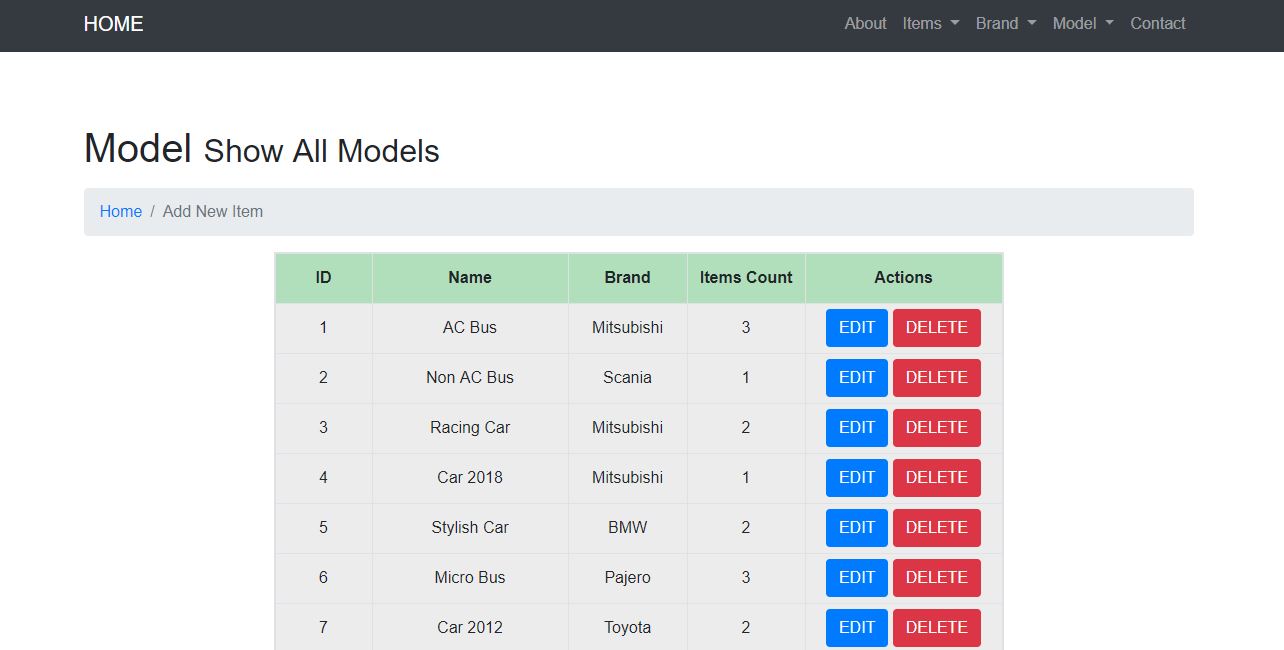 HOME About Items Brand Model Contact
Model Show All Models
Home / Add New Item
ID Name Brand Items Count Actions
1 AC Bus Mitsubishi 3 EDIT DELETE
2 Non AC Bus Scania 1 EDIT DELETE
3 Racing Car Mitsubishi 2 EDIT DELETE
4 Car 2018 Mitsubishi 1 EDIT DELETE
5 Stylish Car BMW 2 EDIT DELETE
6 Micro Bus Pajero 3 EDIT DELETE
7 Car 2012 Toyota 2 EDIT DELETE